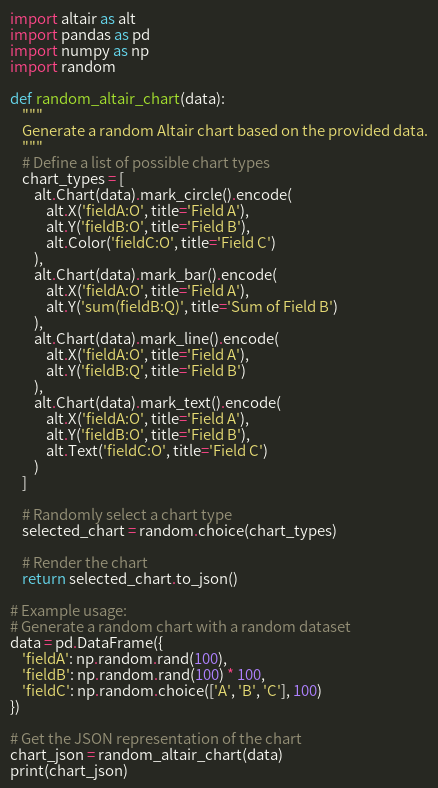 import altair as alt
import pandas as pd
import numpy as np
import random

def random_altair_chart(data):
    """
    Generate a random Altair chart based on the provided data.
    """
    # Define a list of possible chart types
    chart_types = [
        alt.Chart(data).mark_circle().encode(
            alt.X('fieldA:O', title='Field A'),
            alt.Y('fieldB:O', title='Field B'),
            alt.Color('fieldC:O', title='Field C')
        ),
        alt.Chart(data).mark_bar().encode(
            alt.X('fieldA:O', title='Field A'),
            alt.Y('sum(fieldB:Q)', title='Sum of Field B')
        ),
        alt.Chart(data).mark_line().encode(
            alt.X('fieldA:O', title='Field A'),
            alt.Y('fieldB:Q', title='Field B')
        ),
        alt.Chart(data).mark_text().encode(
            alt.X('fieldA:O', title='Field A'),
            alt.Y('fieldB:O', title='Field B'),
            alt.Text('fieldC:O', title='Field C')
        )
    ]

    # Randomly select a chart type
    selected_chart = random.choice(chart_types)

    # Render the chart
    return selected_chart.to_json()

# Example usage:
# Generate a random chart with a random dataset
data = pd.DataFrame({
    'fieldA': np.random.rand(100),
    'fieldB': np.random.rand(100) * 100,
    'fieldC': np.random.choice(['A', 'B', 'C'], 100)
})

# Get the JSON representation of the chart
chart_json = random_altair_chart(data)
print(chart_json)